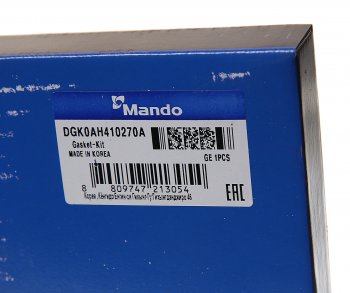 Mando
DGK0AH410270A
Gasket-Kit
MADE IN KOREA
GE 1PCS
8 809747 213054
EAC